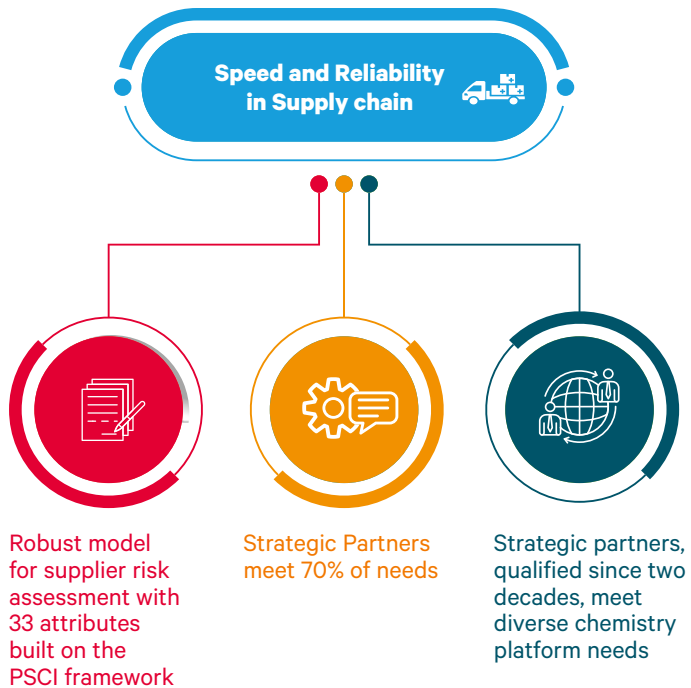 Speed and Reliability
in Supply chain
Robust model
for supplier risk
assessment with
33 attributes
built on the
PSCI framework
Strategic Partners
meet 70% of needs
Strategic partners,
qualified since two
decades, meet
diverse chemistry
platform needs